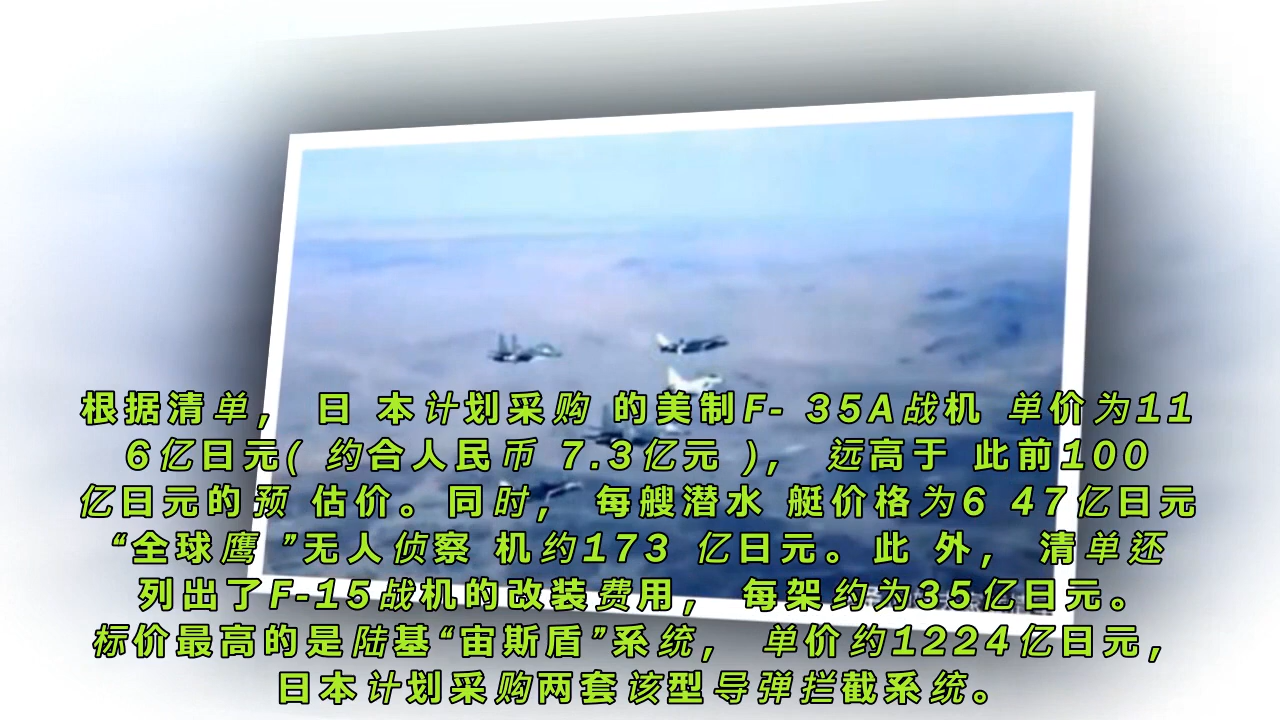 根据清单， 日 本计划采购 的美制F- 35A战机 单价为11
6亿日元( 约合人民币 7.3亿元 )， 远高于 此前100
亿日元的预 估价。同时， 每艘潜水 艇价格为6 47亿日元
“全球鹰 ”无人侦察 机约173 亿日元。此 外， 清单还
列出了F-15战机的改装费用， 每架约为35亿日元。
标价最高的是陆基“宙斯盾”系统， 单价约1224亿日元，
日本计划采购两套该型导弹拦截系统。